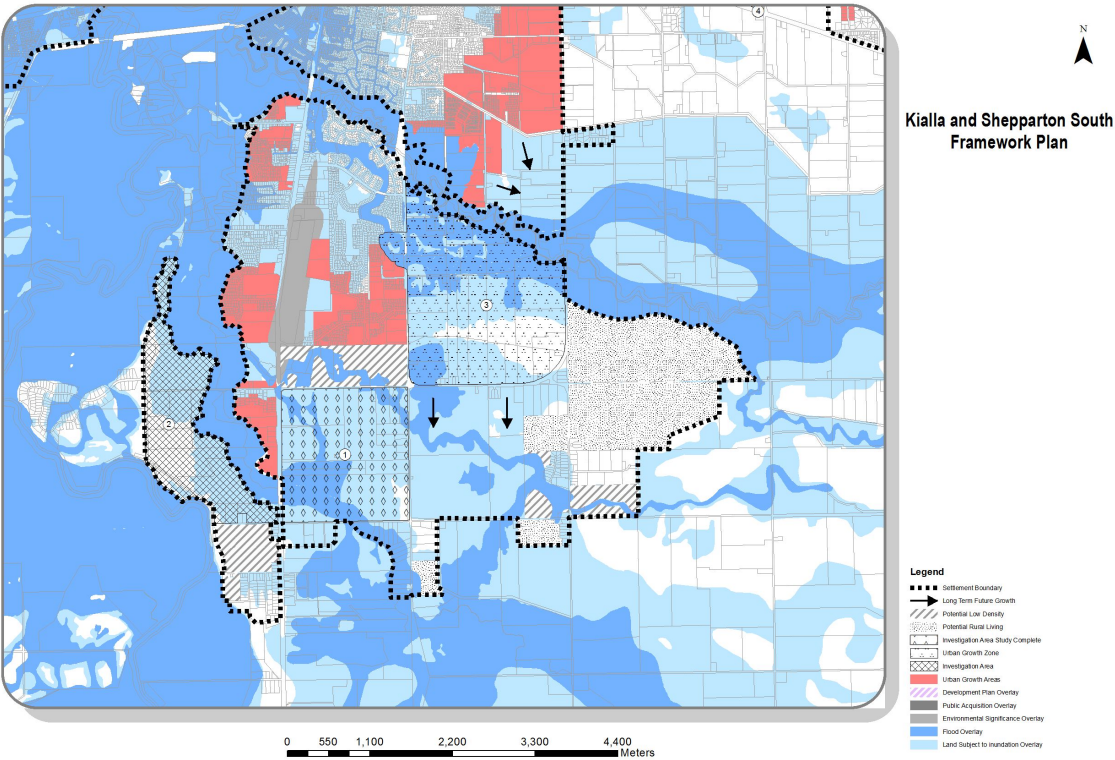 4
N
Kialla and Shepparton South
Framework Plan
3
2
1
Legend
Settlement Boundary
Long Term Future Growth
Potential Low Density
Potential Rural Living
Investigation Area Study Complete
Urban Growth Zone
Investigation Area
Urban Growth Areas
Development Plan Overlay
Public Acquisition Overlay
Environmental Significance Overlay
Flood Overlay
Land Subject to Inundation Overlay
0 550 1,100 2,200 3,300 4,400
Meters